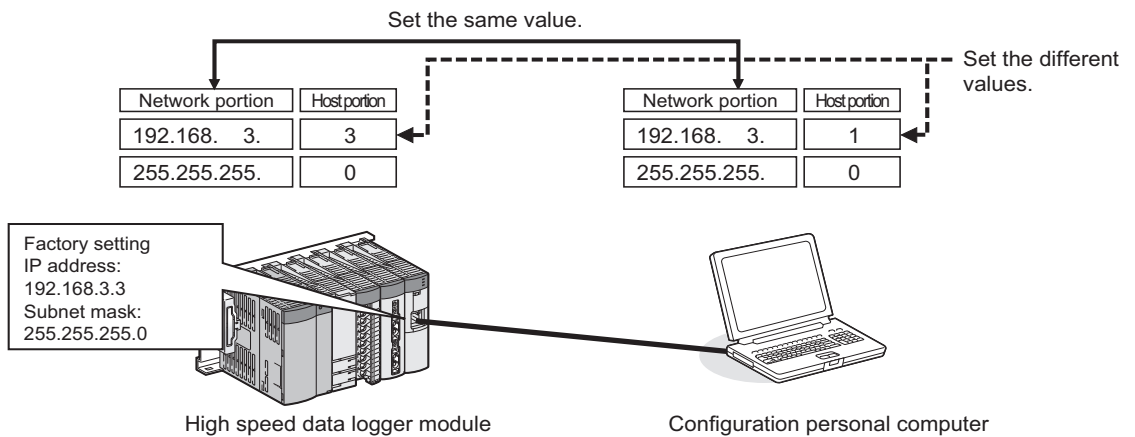 Set the same value.
Set the different
values.
Network portion Host portion
192.168. 3. 3
255.255.255. 0
Network portion Host portion
192.168. 3. 1
255.255.255. 0
Factory setting
IP address:
192.168.3.3
Subnet mask:
255.255.255.0
High speed data logger module
Configuration personal computer